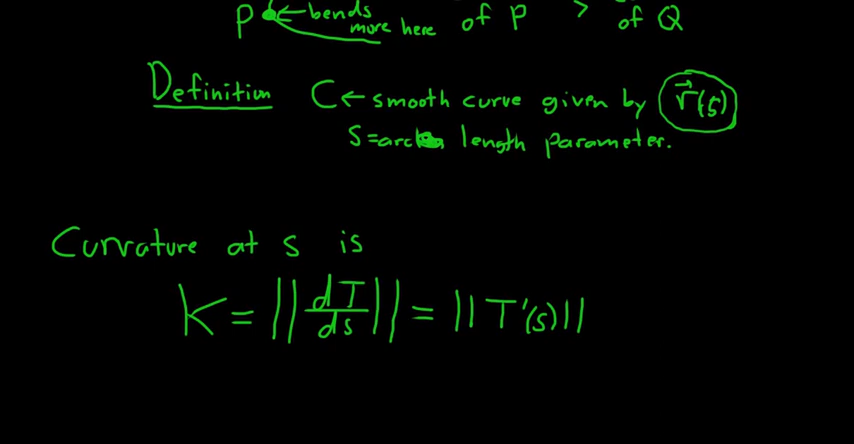 P ← bends of P > of Q
more here
Definition C ← smooth curve given by r⃗(s)
s = arc length parameter.
Curvature at s is
K = ||dT/ds|| = ||T'(s)||